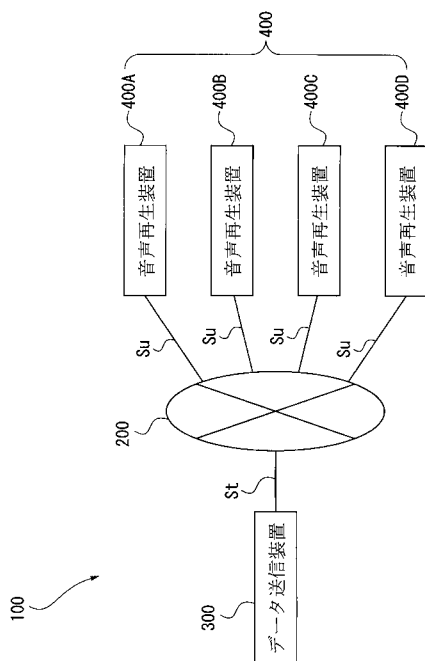 100
300
データ送信装置
St
200
Su
Su
Su
Su
音声再生装置
400A
音声再生装置
400B
音声再生装置
400C
音声再生装置
400D
400